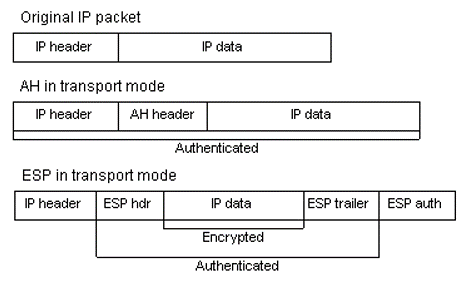 Original IP packet
IP header IP data
AH in transport mode
IP header AH header IP data
Authenticated
ESP in transport mode
IP header ESP hdr IP data ESP trailer ESP auth
Encrypted
Authenticated